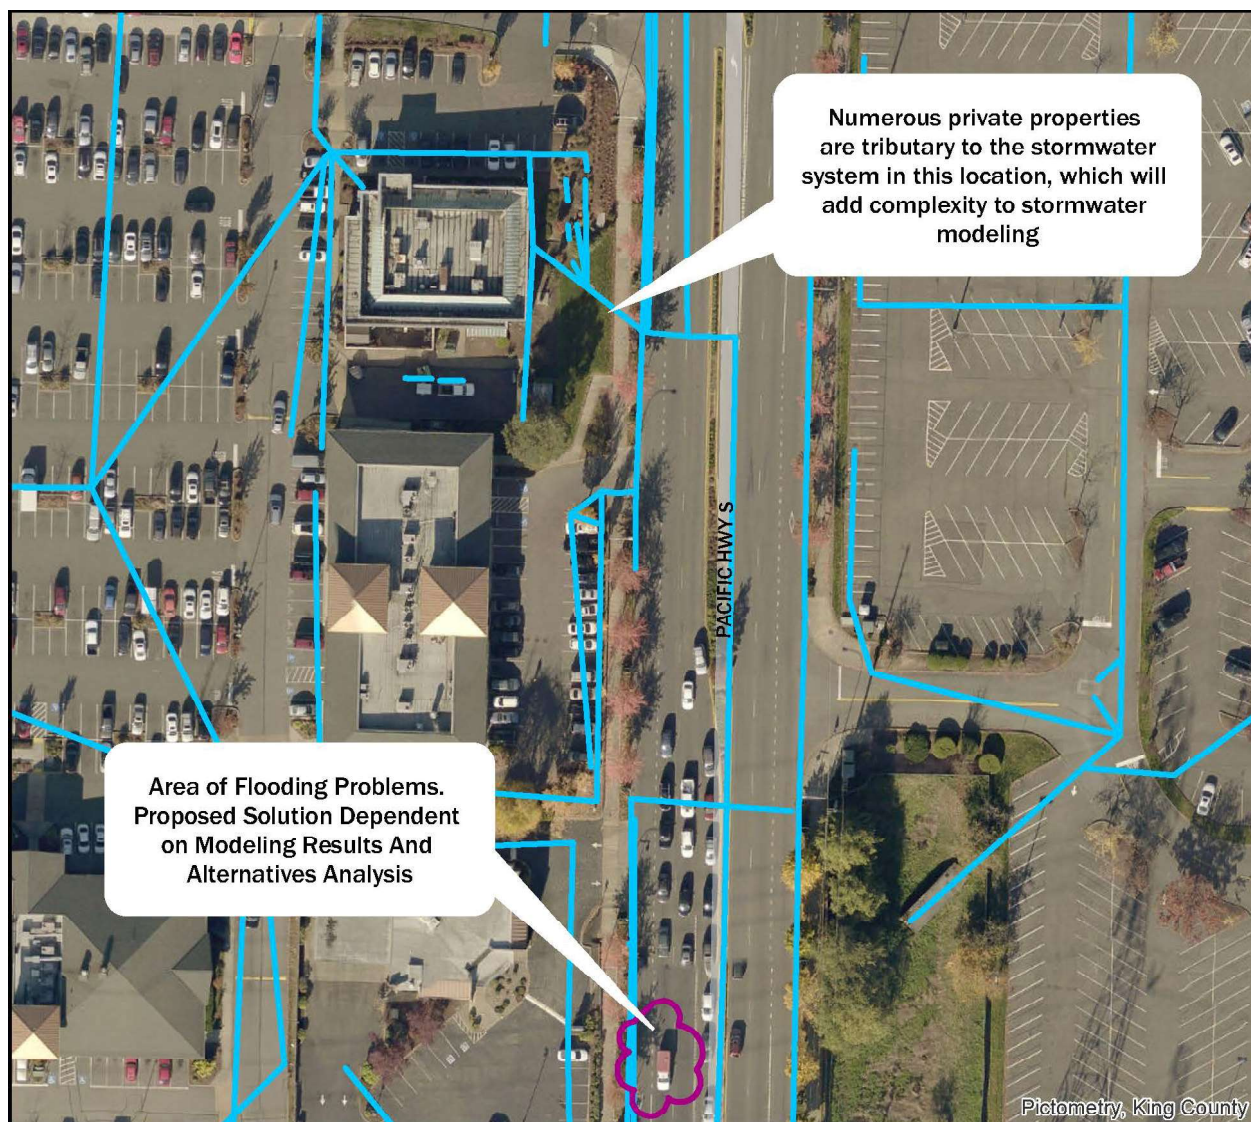 Numerous private properties
are tributary to the stormwater
system in this location, which will
add complexity to stormwater
modeling
PACIFIC HWY S
Area of Flooding Problems.
Proposed Solution Dependent
on Modeling Results And
Alternatives Analysis
Pictometry, King County